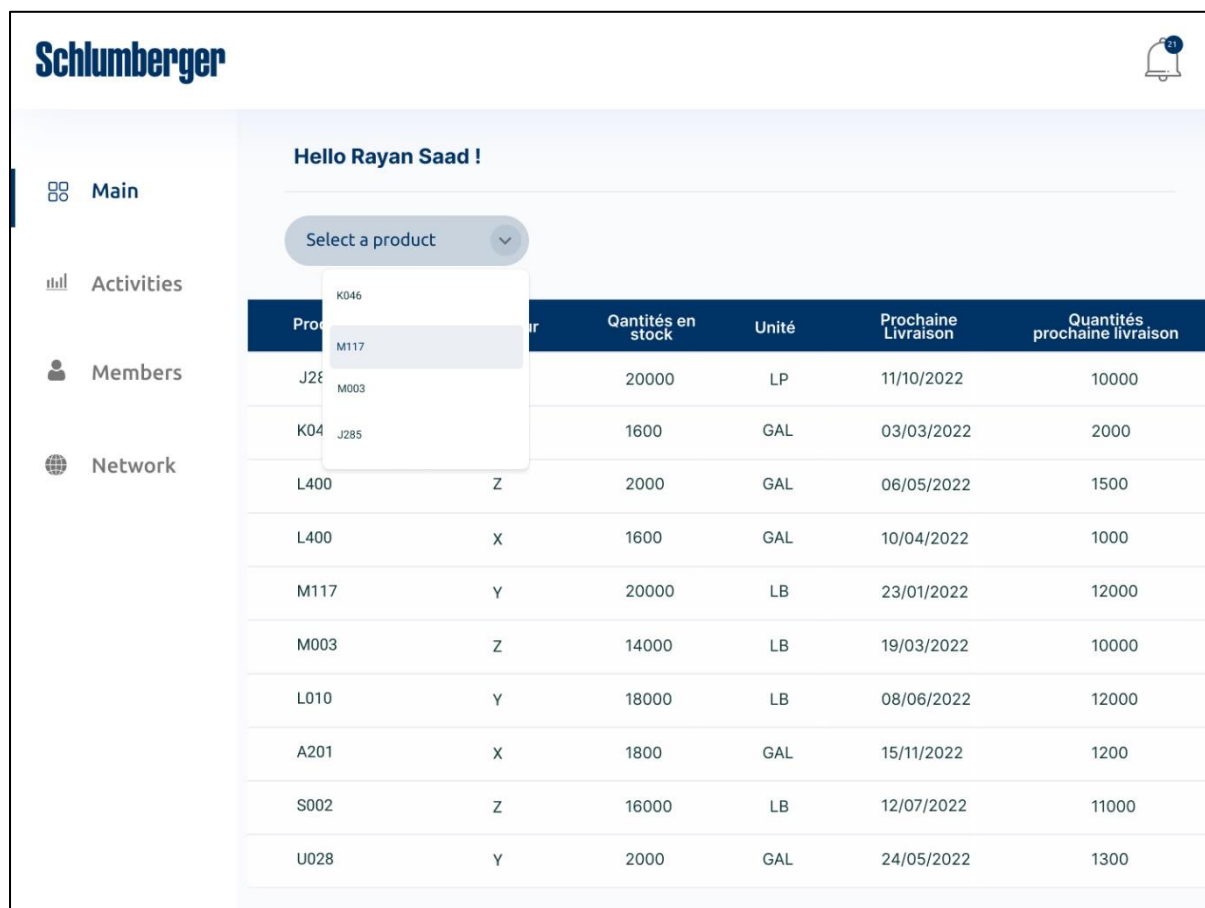 Schlumberger
21
Hello Rayan Saad !
Main
Select a product
Activities
K046
M117
M003
J285
Members
Network
Qantités en stock Unité Prochaine Livraison Quantités prochaine livraison
20000 LP 11/10/2022 10000
1600 GAL 03/03/2022 2000
L400 Z 2000 GAL 06/05/2022 1500
L400 X 1600 GAL 10/04/2022 1000
M117 Y 20000 LB 23/01/2022 12000
M003 Z 14000 LB 19/03/2022 10000
L010 Y 18000 LB 08/06/2022 12000
A201 X 1800 GAL 15/11/2022 1200
S002 Z 16000 LB 12/07/2022 11000
U028 Y 2000 GAL 24/05/2022 1300